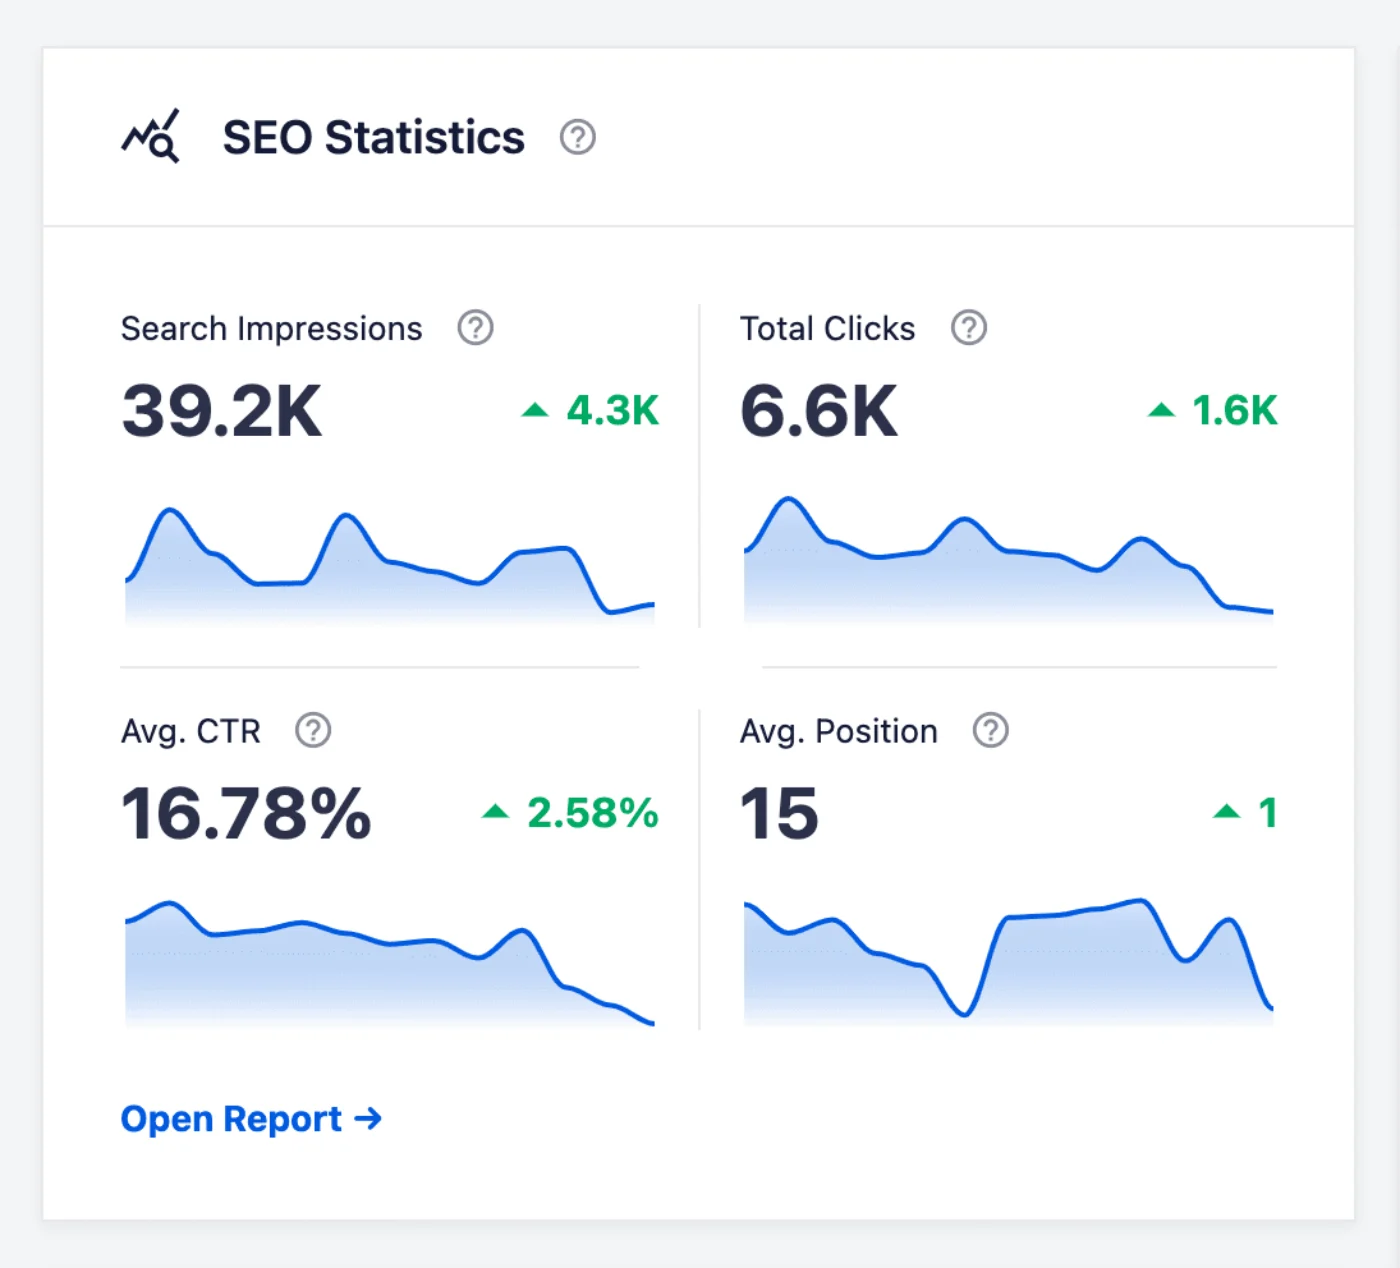 SEO Statistics
Search Impressions
39.2K
4.3K
Total Clicks
6.6K
1.6K
Avg. CTR
16.78%
2.58%
Avg. Position
15
1
Open Report →